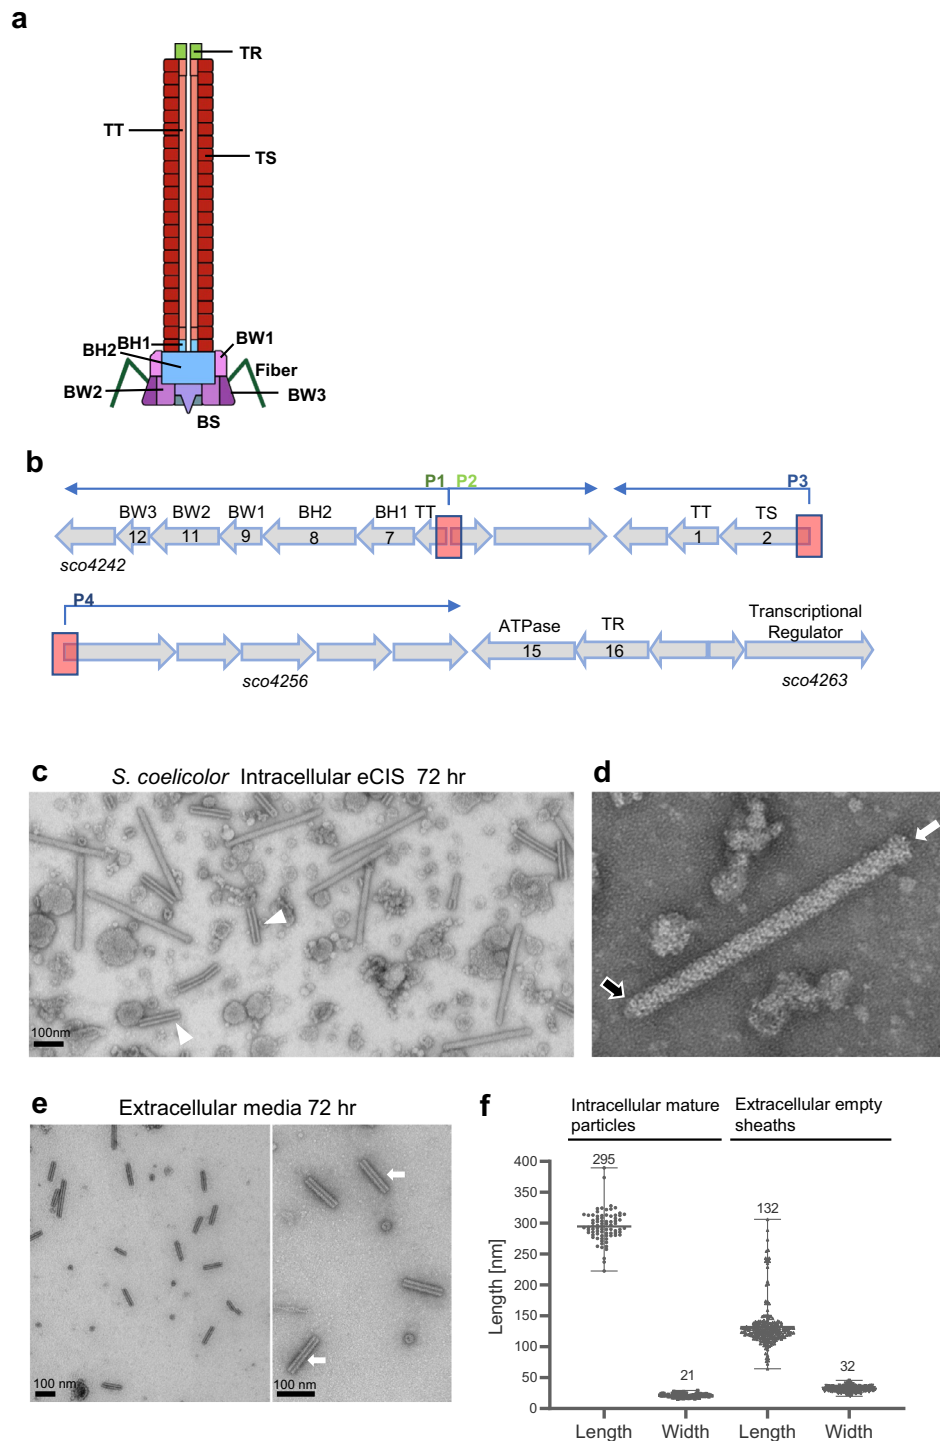 a
TR
TT
TS
BH1
BW1
BH2
Fiber
BW2
BW3
BS
b
P1 P2 P3
BW3 BW2 BW1 BH2 BH1 TT TT TS
12 11 9 8 7 1 2
sco4242
P4
ATPase TR Transcriptional
Regulator
15 16
sco4256 sco4263
c S. coelicolor Intracellular eCIS 72 hr
100nm
d
e Extracellular media 72 hr
100 nm
100 nm
f
Intracellular mature
particles
Extracellular empty
sheaths
Length [nm]
400
350
300
250
200
150
100
50
0
295
21
132
32
Length Width Length Width